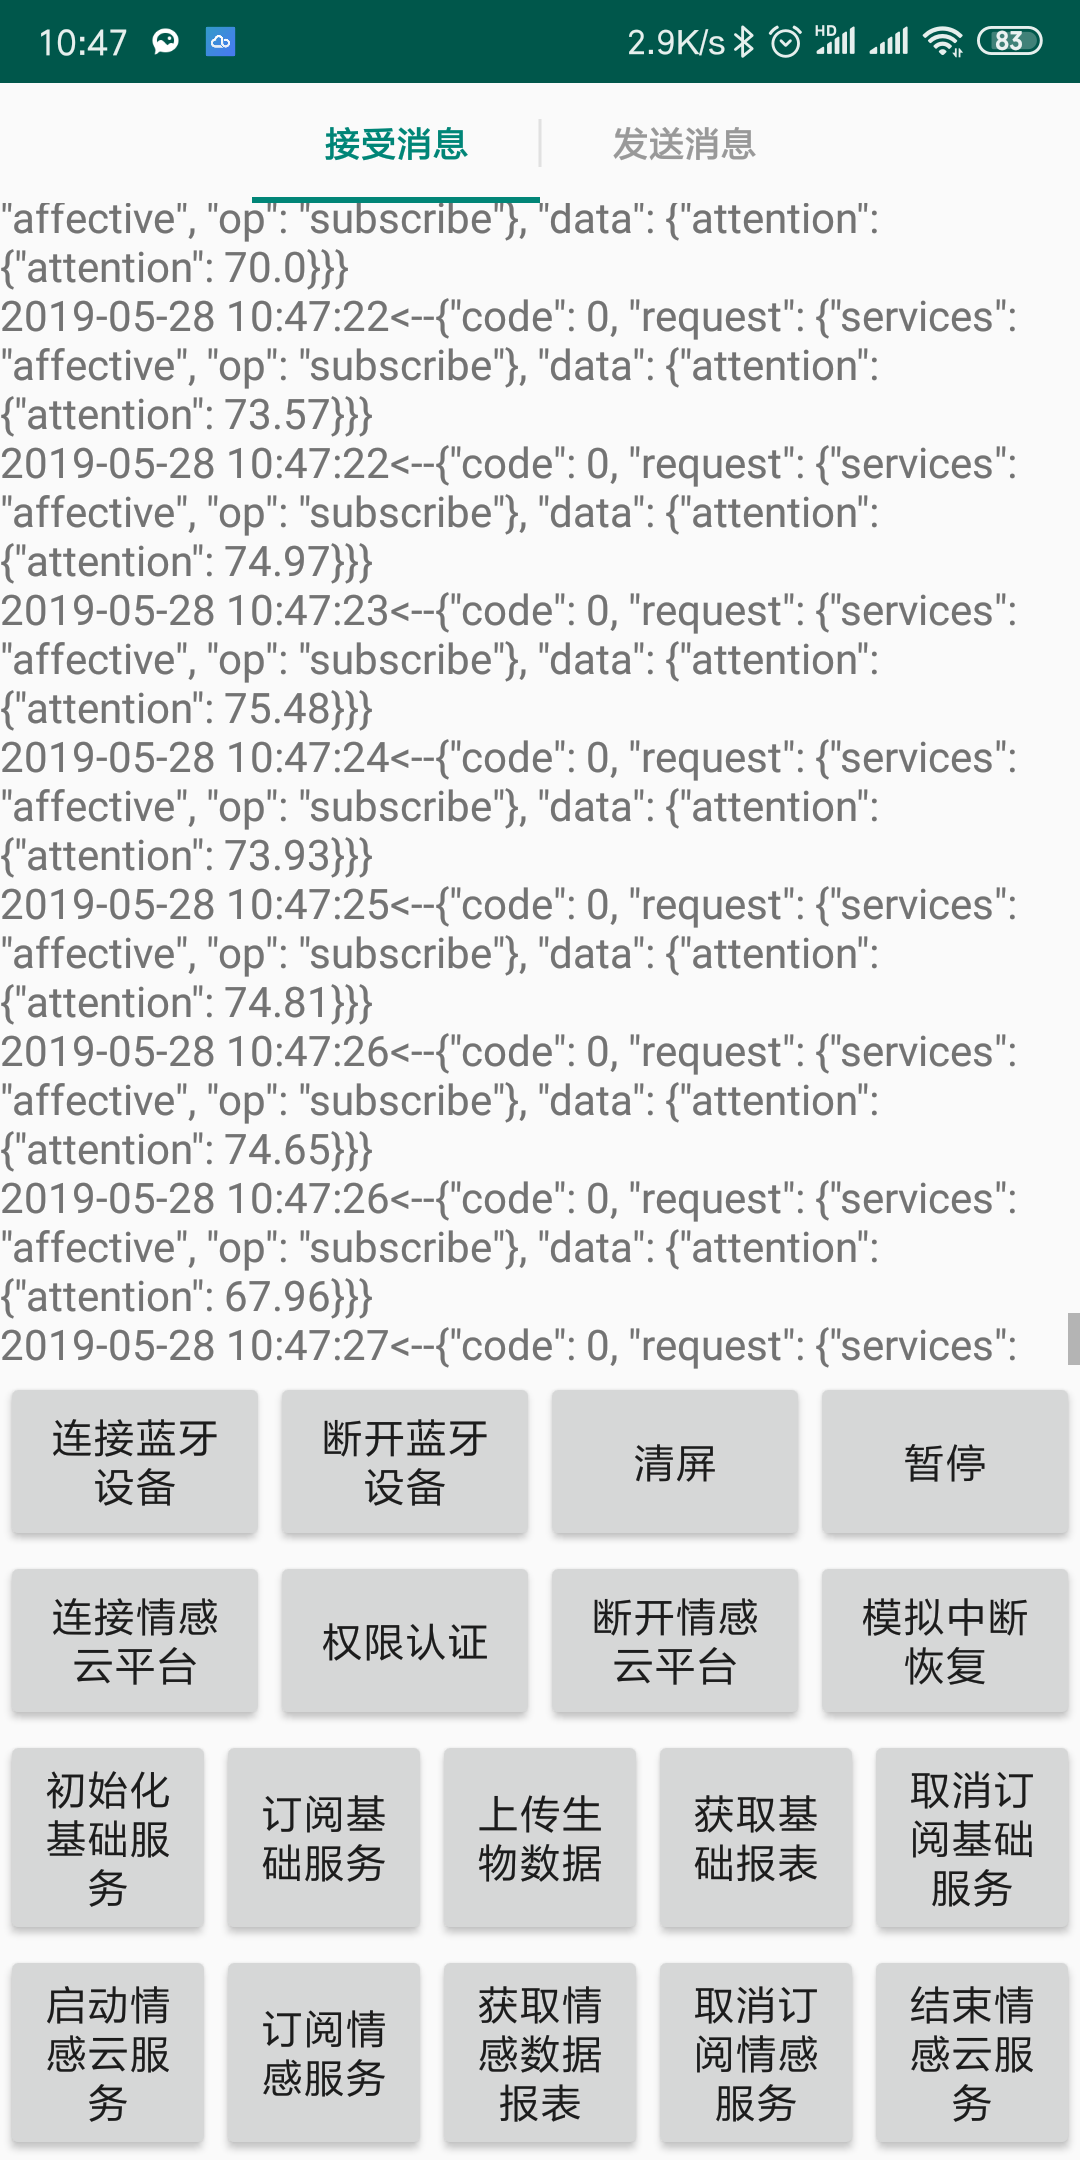 10:47 2.9K/s HD 83
接受消息 发送消息
"affective", "op": "subscribe"}, "data": {"attention":
{"attention": 70.0}}}
2019-05-28 10:47:22<--{"code": 0, "request": {"services":
"affective", "op": "subscribe"}, "data": {"attention":
{"attention": 73.57}}}
2019-05-28 10:47:22<--{"code": 0, "request": {"services":
"affective", "op": "subscribe"}, "data": {"attention":
{"attention": 74.97}}}
2019-05-28 10:47:23<--{"code": 0, "request": {"services":
"affective", "op": "subscribe"}, "data": {"attention":
{"attention": 75.48}}}
2019-05-28 10:47:24<--{"code": 0, "request": {"services":
"affective", "op": "subscribe"}, "data": {"attention":
{"attention": 73.93}}}
2019-05-28 10:47:25<--{"code": 0, "request": {"services":
"affective", "op": "subscribe"}, "data": {"attention":
{"attention": 74.81}}}
2019-05-28 10:47:26<--{"code": 0, "request": {"services":
"affective", "op": "subscribe"}, "data": {"attention":
{"attention": 74.65}}}
2019-05-28 10:47:26<--{"code": 0, "request": {"services":
"affective", "op": "subscribe"}, "data": {"attention":
{"attention": 67.96}}}
2019-05-28 10:47:27<--{"code": 0, "request": {"services":
连接蓝牙
设备
断开蓝牙
设备
清屏
暂停
连接情感
云平台
权限认证
断开情感
云平台
模拟中断
恢复
初始化
基础服
务
订阅基
础服务
上传生
物数据
获取基
础报表
取消订
阅基础
服务
启动情
感云服
务
订阅情
感服务
获取情
感数据
报表
取消订
阅情感
服务
结束情
感云服
务